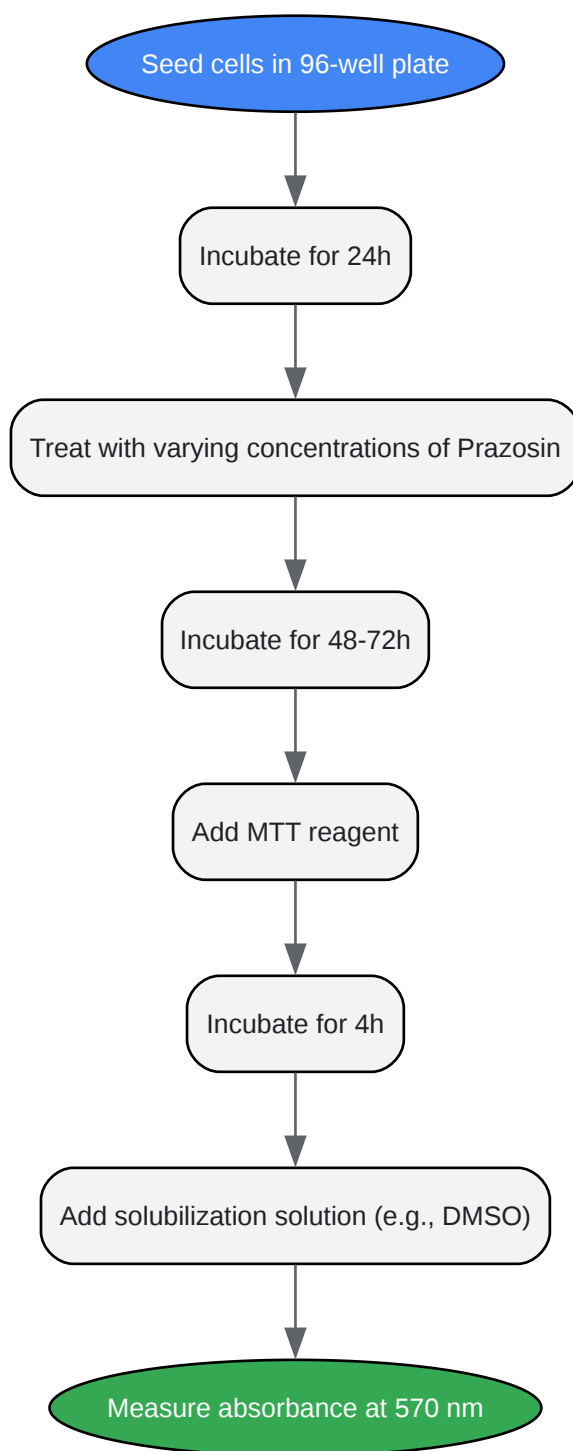 Seed cells in 96-well plate
Incubate for 24h
Treat with varying concentrations of Prazosin
Incubate for 48-72h
Add MTT reagent
Incubate for 4h
Add solubilization solution (e.g., DMSO)
Measure absorbance at 570 nm